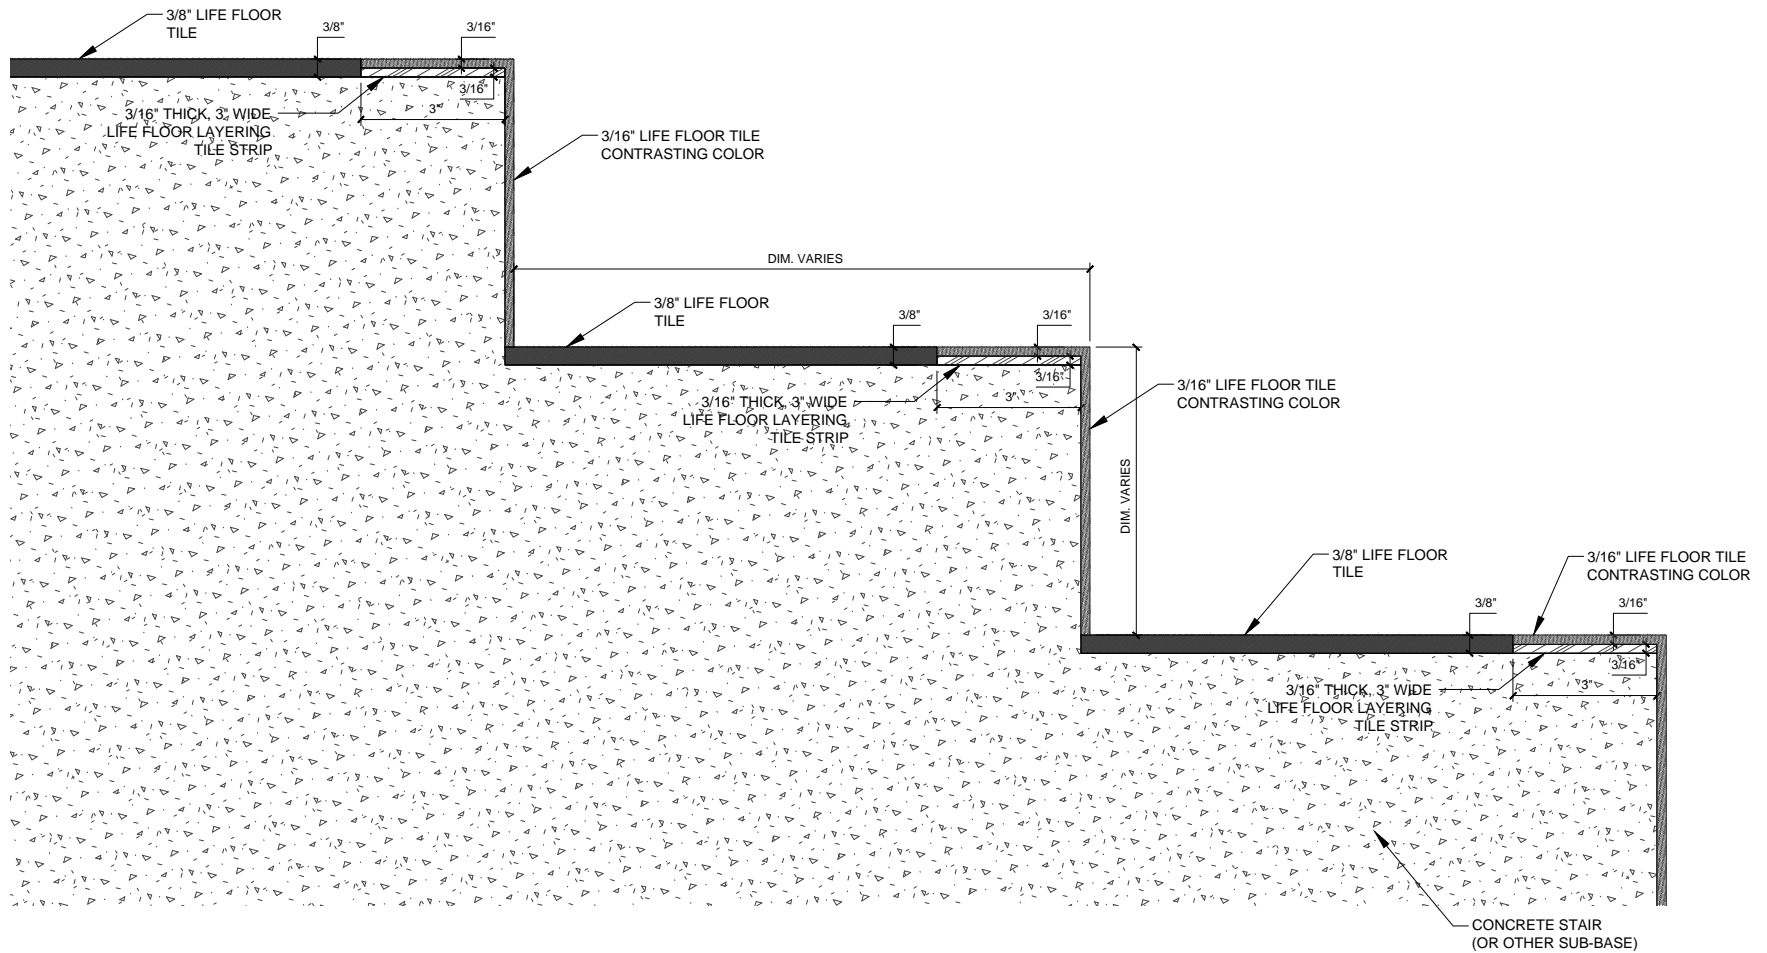 3/8" LIFE FLOOR
TILE
3/8"
3/16"
3/16"
3"
3/16" THICK, 3" WIDE
LIFE FLOOR LAYERING
TILE STRIP
3/16" LIFE FLOOR TILE
CONTRASTING COLOR
DIM. VARIES
3/8" LIFE FLOOR
TILE
3/8"
3/16"
3/16"
3"
3/16" THICK, 3" WIDE
LIFE FLOOR LAYERING
TILE STRIP
3/16" LIFE FLOOR TILE
CONTRASTING COLOR
DIM. VARIES
3/8" LIFE FLOOR
TILE
3/16" LIFE FLOOR TILE
CONTRASTING COLOR
3/8"
3/16"
3/16"
3"
3/16" THICK, 3" WIDE
LIFE FLOOR LAYERING
TILE STRIP
CONCRETE STAIR
(OR OTHER SUB-BASE)